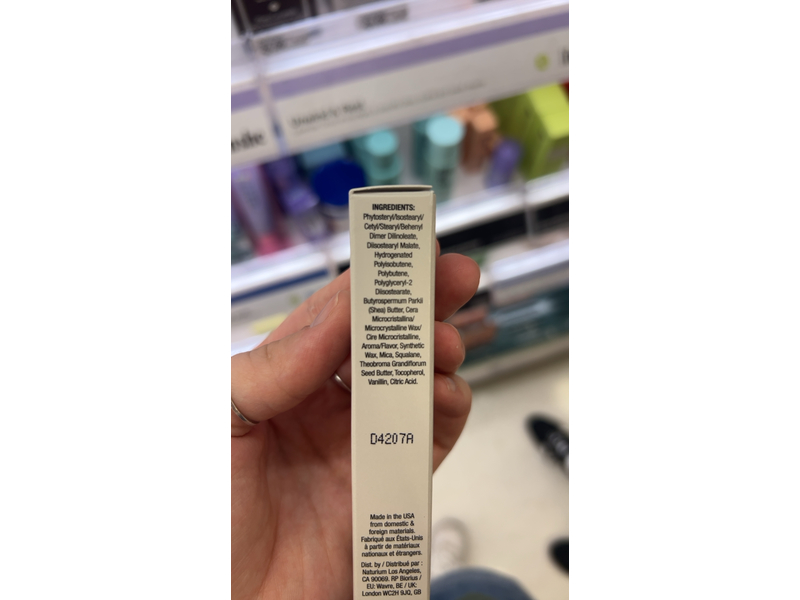 INGREDIENTS:
Phytosteryl/Isostearyl/
Cetyl/Stearyl/Behenyl
Dimer Dilinoleate,
Diisostearyl Malate,
Hydrogenated
Polyisobutene,
Polybutene,
Polyglyceryl-2
Diisostearate,
Butyrospermum Parkii
(Shea) Butter, Cera
Microcristallina/
Microcrystalline Wax/
Cire Microcristalline,
Aroma/Flavor, Synthetic
Wax, Mica, Squalane,
Theobroma Grandiflorum
Seed Butter, Tocopherol,
Vanillin, Citric Acid.
D4207A
Made in the USA
from domestic &
foreign materials.
Fabriqué aux États-Unis
à partir de matériaux
nationaux et étrangers.
Dist. by / Distribué par :
Naturium Los Angeles,
CA 90069. RP Biorius /
EU: Wavre, BE / UK:
London WC2H 9JQ, GB